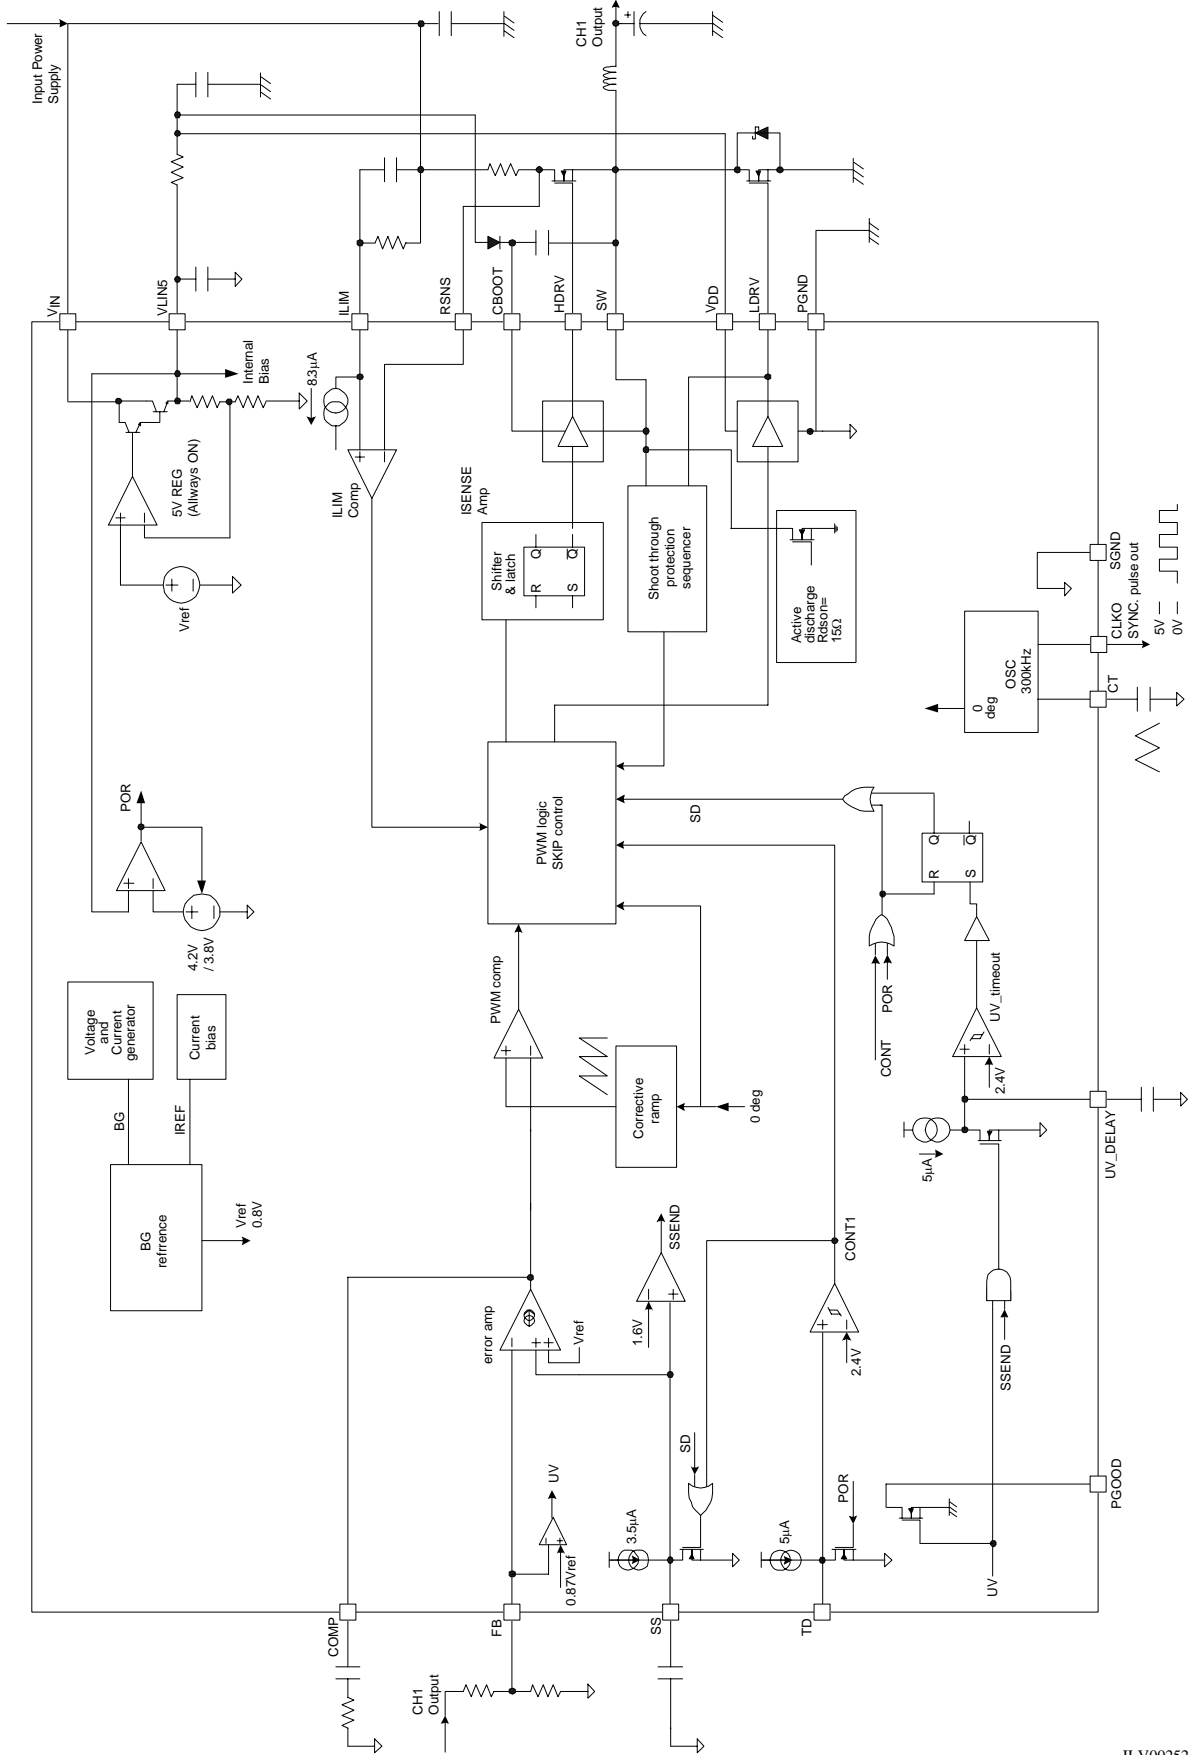 Input Power
Supply
CH1
Output
+
VIN
VLIN5
ILIM
RSNS
CBOOT
HDRV
SW
VDD
LDRV
PGND
Internal
Bias
8.3µA
5V REG
(Allways ON)
+
−
Vref
+
−
ILIM
Comp
+
−
ISENSE
Amp
Shifter
& latch
R
Q
S
Q
Shoot through
protection
sequencer
Active
discharge
Rdson=
15Ω
SGND
CLKO
SYNC. pulse out
5V
0V
CT
OSC
300kHz
0
deg
POR
+
−
+
−
4.2V
/ 3.8V
PWM logic
SKIP control
SD
R
Q
S
Q
Voltage
and
Current
generator
Current
bias
BG
IREF
BG
refrrence
Vref
0.8V
PWM comp
+
−
Corrective
ramp
0 deg
CONT
POR
UV_timeout
+
−
2.4V
5µA
UV_DELAY
error amp
−
+
+
Vref
SSEND
−
+
1.6V
CONT1
+
−
2.4V
SSEND
UV
−
+
0.87Vref
SD
3.5µA
5µA
POR
UV
PGOOD
COMP
FB
SS
TD
CH1
Output